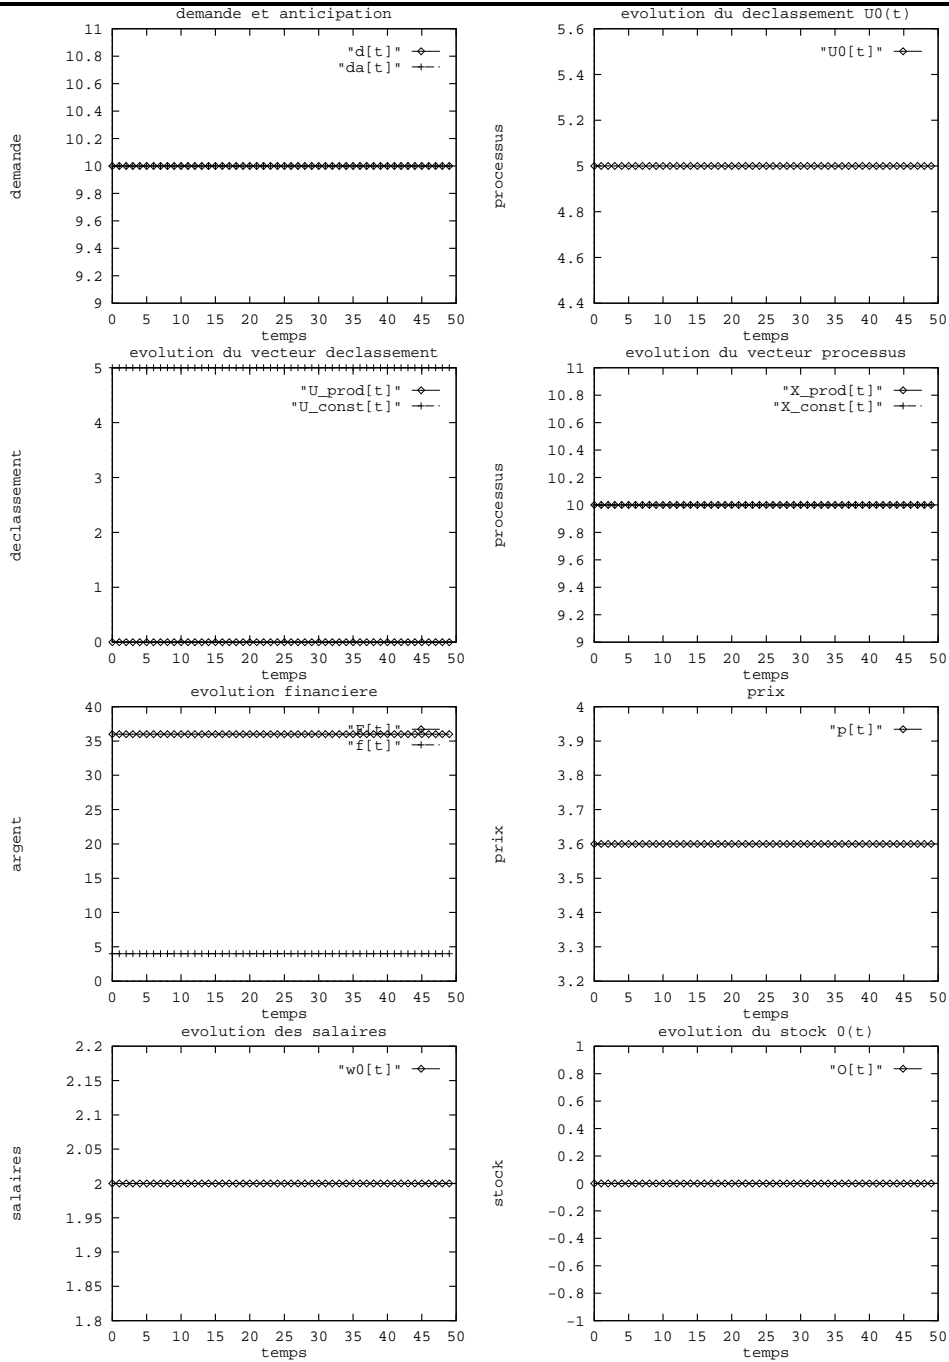 demande et anticipation
11
10.8
10.6
10.4
10.2
10
9.8
9.6
9.4
9.2
9
demande
"d[t]"
"da[t]"
0 5 10 15 20 25 30 35 40 45 50
temps
evolution du declassement U0(t)
5.6
5.4
5.2
5
4.8
4.6
4.4
processus
"U0[t]"
0 5 10 15 20 25 30 35 40 45 50
temps
evolution du vecteur declassement
5
4
3
2
1
0
declassement
"U_prod[t]"
"U_const[t]"
0 5 10 15 20 25 30 35 40 45 50
temps
evolution du vecteur processus
11
10.8
10.6
10.4
10.2
10
9.8
9.6
9.4
9.2
9
processus
"X_prod[t]"
"X_const[t]"
0 5 10 15 20 25 30 35 40 45 50
temps
evolution financiere
40
35
30
25
20
15
10
5
0
argent
"F[t]"
"f[t]"
0 5 10 15 20 25 30 35 40 45 50
temps
prix
4
3.9
3.8
3.7
3.6
3.5
3.4
3.3
3.2
prix
"p[t]"
0 5 10 15 20 25 30 35 40 45 50
temps
evolution des salaires
2.2
2.15
2.1
2.05
2
1.95
1.9
1.85
1.8
salaires
"w0[t]"
0 5 10 15 20 25 30 35 40 45 50
temps
evolution du stock 0(t)
1
0.8
0.6
0.4
0.2
0
-0.2
-0.4
-0.6
-0.8
-1
stock
"O[t]"
0 5 10 15 20 25 30 35 40 45 50
temps